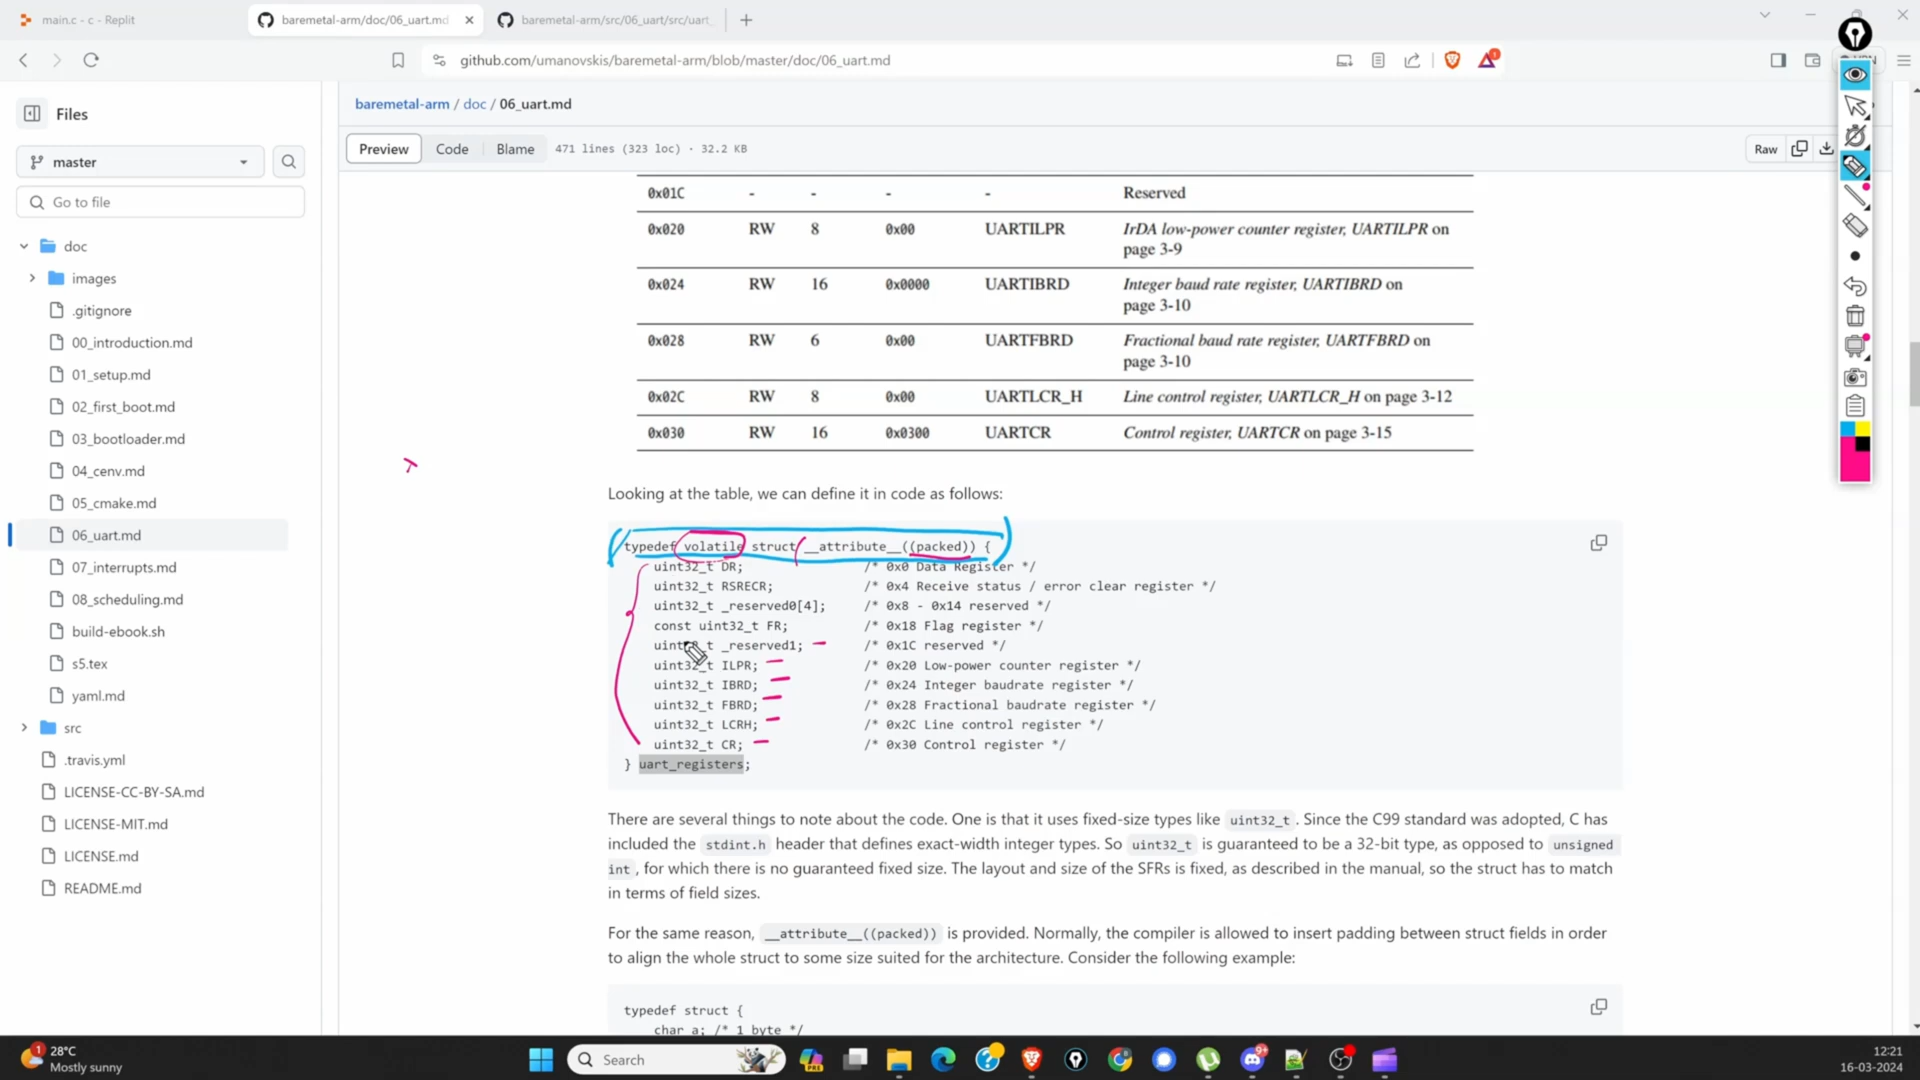 main.c - c - Replit
baremetal-arm/doc/06_uart.md
baremetal-arm/src/06_uart/src/uart_
github.com/umanovskis/baremetal-arm/blob/master/doc/06_uart.md
1
Files
baremetal-arm / doc / 06_uart.md
master
Preview Code Blame 471 lines (323 loc) · 32.2 KB
Raw
Go to file
doc
images
.gitignore
00_introduction.md
01_setup.md
02_first_boot.md
03_bootloader.md
04_cenv.md
05_cmake.md
06_uart.md
07_interrupts.md
08_scheduling.md
build-ebook.sh
s5.tex
yaml.md
src
.travis.yml
LICENSE-CC-BY-SA.md
LICENSE-MIT.md
LICENSE.md
README.md
0x01C - - - - Reserved
0x020 RW 8 0x00 UARTILPR IrDA low-power counter register, UARTILPR on
page 3-9
0x024 RW 16 0x0000 UARTIBRD Integer baud rate register, UARTIBRD on
page 3-10
0x028 RW 6 0x00 UARTFBRD Fractional baud rate register, UARTFBRD on
page 3-10
0x02C RW 8 0x00 UARTLCR_H Line control register, UARTLCR_H on page 3-12
0x030 RW 16 0x0300 UARTCR Control register, UARTCR on page 3-15
Looking at the table, we can define it in code as follows:
typedef volatile struct __attribute__((packed)) {
uint32_t DR; /* 0x0 Data Register */
uint32_t RSRECR; /* 0x4 Receive status / error clear register */
uint32_t _reserved0[4]; /* 0x8 - 0x14 reserved */
const uint32_t FR; /* 0x18 Flag register */
uint32_t _reserved1; /* 0x1C reserved */
uint32_t ILPR; /* 0x20 Low-power counter register */
uint32_t IBRD; /* 0x24 Integer baudrate register */
uint32_t FBRD; /* 0x28 Fractional baudrate register */
uint32_t LCRH; /* 0x2C Line control register */
uint32_t CR; /* 0x30 Control register */
} uart_registers;
There are several things to note about the code. One is that it uses fixed-size types like uint32_t. Since the C99 standard was adopted, C has
included the stdint.h header that defines exact-width integer types. So uint32_t is guaranteed to be a 32-bit type, as opposed to unsigned
int, for which there is no guaranteed fixed size. The layout and size of the SFRs is fixed, as described in the manual, so the struct has to match
in terms of field sizes.
For the same reason, __attribute__((packed)) is provided. Normally, the compiler is allowed to insert padding between struct fields in order
to align the whole struct to some size suited for the architecture. Consider the following example:
typedef struct {
char a; /* 1 byte */
1
28°C
Mostly sunny
Search
PRE
9+
12:21
16-03-2024